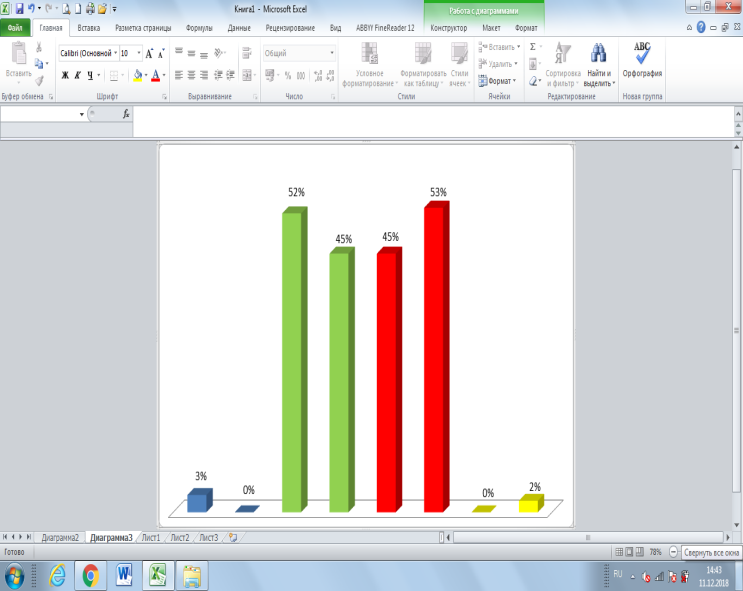 Книга1 - Microsoft Excel
Работа с диаграммами
Файл Главная Вставка Разметка страницы Формулы Данные Рецензирование Вид ABBYY FineReader 12 Конструктор Макет Формат
Calibri (Основной 10 Общий Вставить Σ АВС
Удалить
Вставить Ж К Ч % 000 Условное форматирование Форматировать как таблицу Стили ячеек Формат Сортировка и фильтр Найти и выделить Орфография
Буфер обмена Шрифт Выравнивание Число Стили Ячейки Редактирование Новая группа
fx
52% 53%
45% 45%
3% 0% 0% 2%
Диаграмма2 Диаграмма3 Лист1 Лист2 Лист3
Готово 78% Свернуть все окна
RU 14:43
11.12.2018